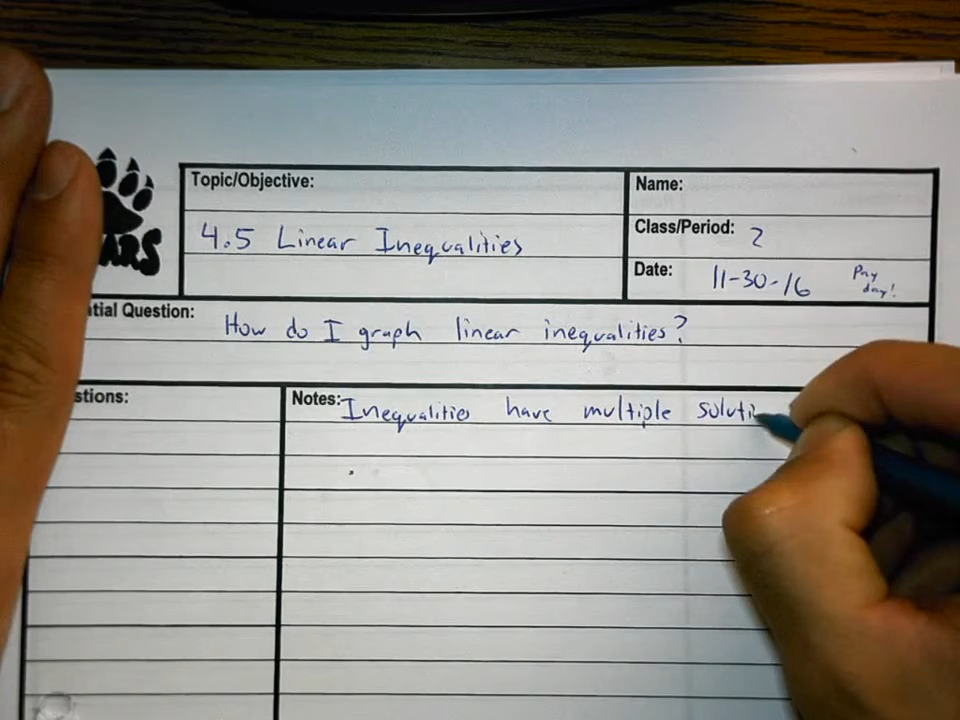 Topic/Objective:
4.5 Linear Inequalities
Name:
Class/Period: 2
Date: 11-30-16 Pay
day!
tial Question: How do I graph linear inequalities?
stions:
Notes: Inequalities have multiple soluti
ARS